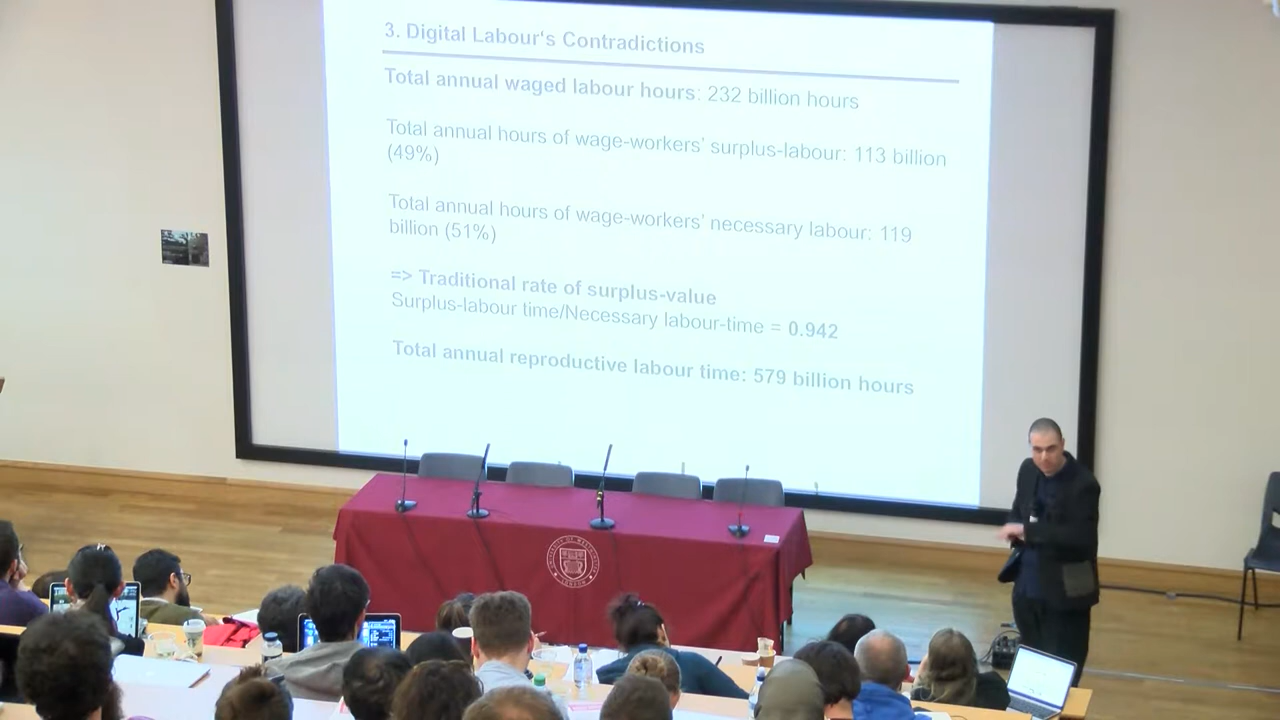 3. Digital Labour's Contradictions
Total annual waged labour hours: 232 billion hours
Total annual hours of wage-workers' surplus-labour: 113 billion
(49%)
Total annual hours of wage-workers' necessary labour: 119
billion (51%)
=> Traditional rate of surplus-value
Surplus-labour time/Necessary labour-time = 0.942
Total annual reproductive labour time: 579 billion hours